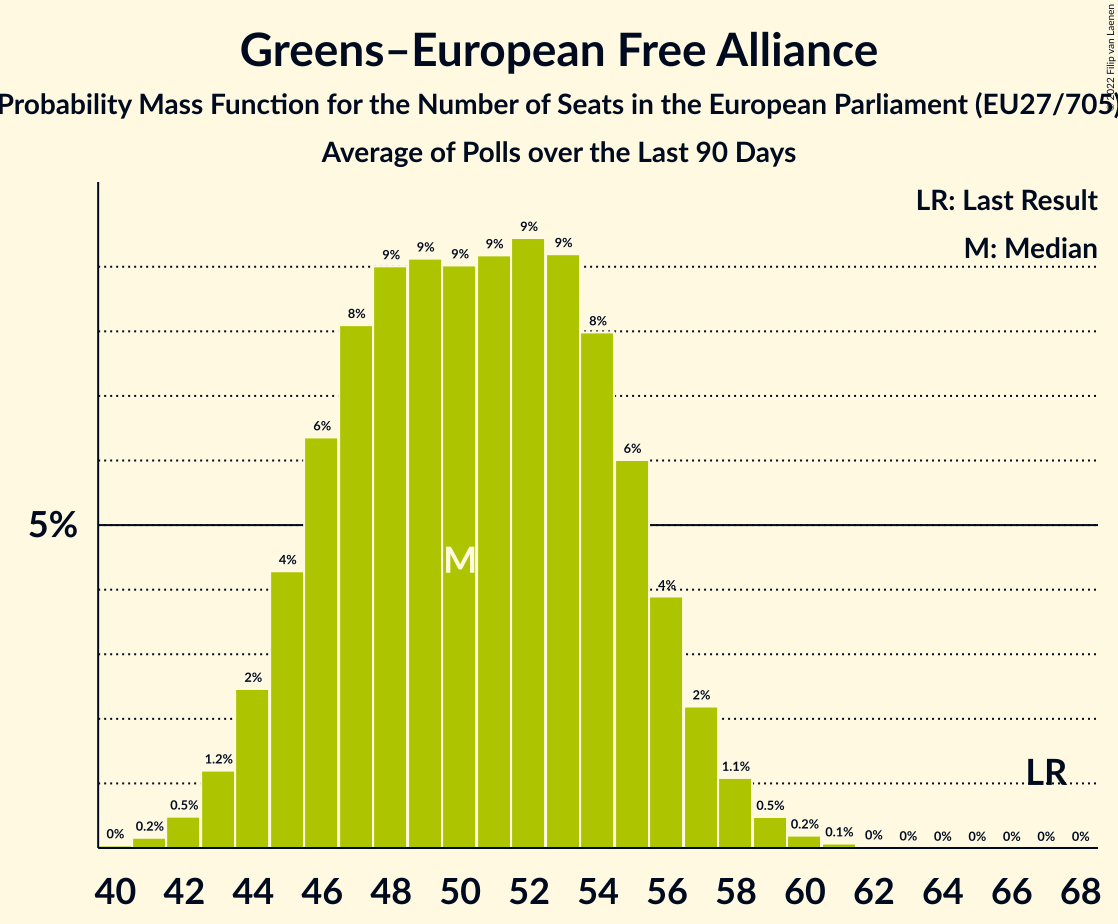 Greens–European Free Alliance
Probability Mass Function for the Number of Seats in the European Parliament (EU27/705)
Average of Polls over the Last 90 Days
© 2022 Filip van Laenen
LR: Last Result
M: Median
5%
0% 0.2% 0.5% 1.2% 2% 4% 6% 8% 9% 9% 9% 9% 9% 9% 8% 6% 4% 2% 1.1% 0.5% 0.2% 0.1% 0% 0% 0% 0% 0% 0% 0%
M
LR
40 42 44 46 48 50 52 54 56 58 60 62 64 66 68